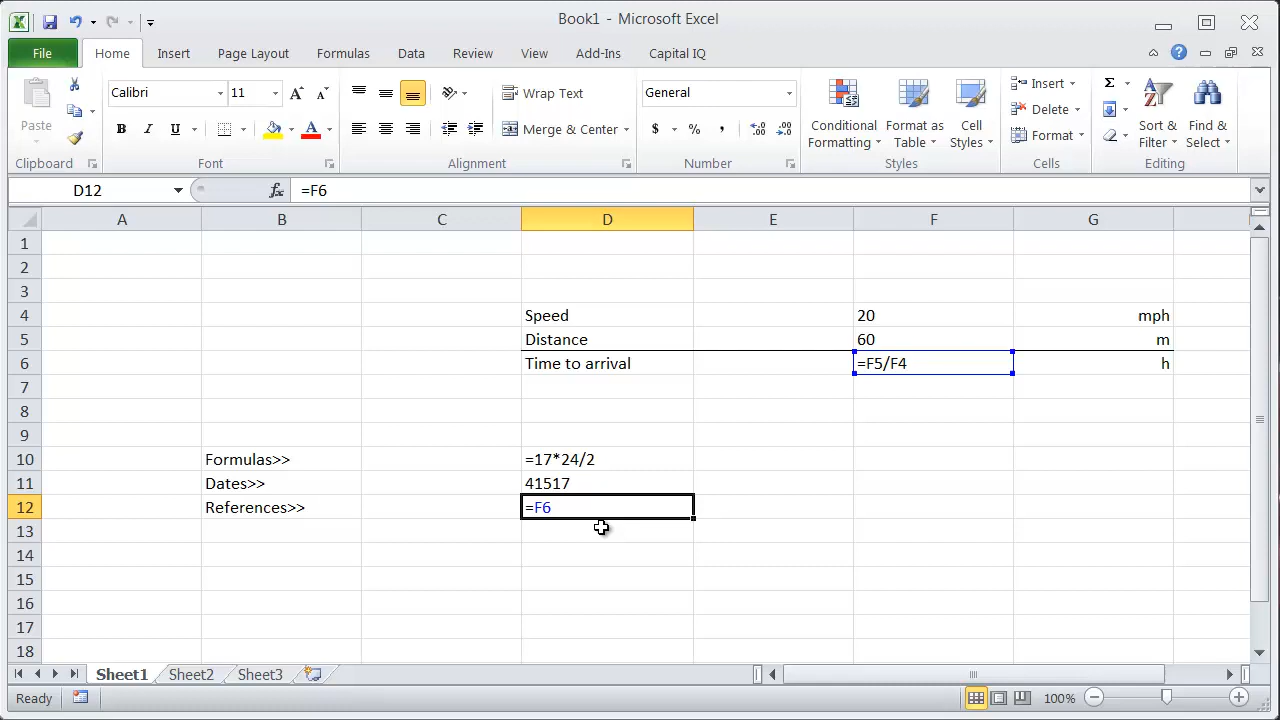 Book1 - Microsoft Excel
File Home Insert Page Layout Formulas Data Review View Add-Ins Capital IQ
Paste
Clipboard
Calibri 11
B I U A
Font
Wrap Text
Merge & Center
Alignment
General
$ % ,
Number
Conditional Formatting
Format as Table
Cell Styles
Styles
Insert
Delete
Format
Cells
Σ
Sort & Filter
Find & Select
Editing
D12 fx =F6
A B C D E F G
1
2
3
4 Speed 20 mph
5 Distance 60 m
6 Time to arrival =F5/F4 h
7
8
9
10 Formulas>> =17*24/2
11 Dates>> 41517
12 References>> =F6
13
14
15
16
17
18
Sheet1 Sheet2 Sheet3
Ready 100%